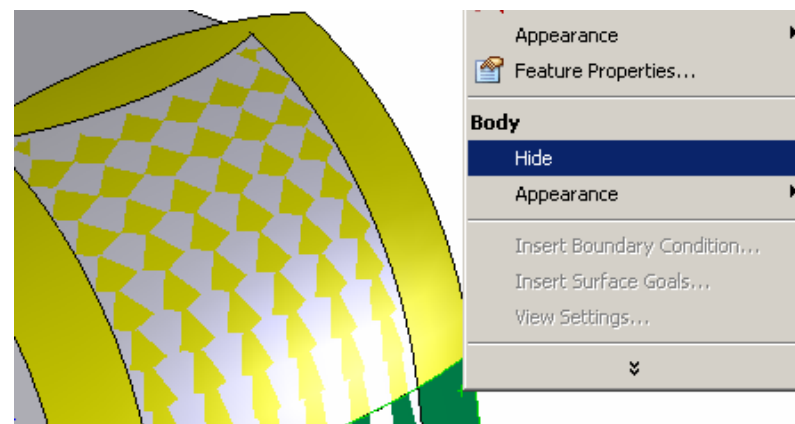 Appearance
Feature Properties...
Body
Hide
Appearance
Insert Boundary Condition...
Insert Surface Goals...
View Settings...